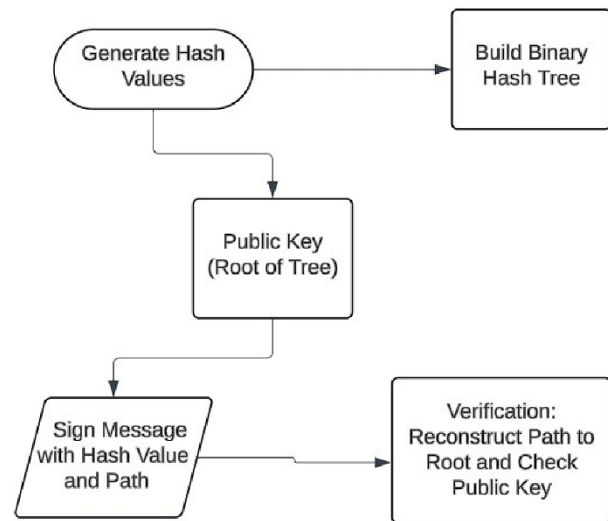 Generate Hash
Values
Build Binary
Hash Tree
Public Key
(Root of Tree)
Sign Message
with Hash Value
and Path
Verification:
Reconstruct Path to
Root and Check
Public Key